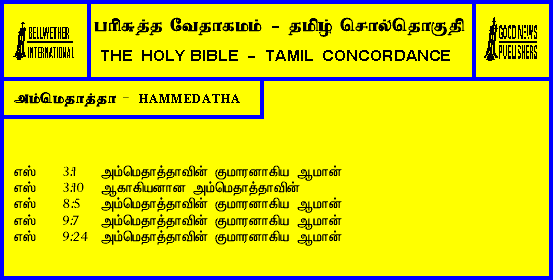 BELLWETHER
INTERNATIONAL
பரிசுத்த வேதாகமம் - தமிழ் சொல்தொகுதி
THE HOLY BIBLE - TAMIL CONCORDANCE
GOOD NEWS
PUBLISHERS
அம்மெதாத்தா - HAMMEDATHA
எஸ் 3:1 அம்மெதாத்தாவின் குமாரனாகிய ஆமான்
எஸ் 3:10 ஆகாகியனான அம்மெதாத்தாவின்
எஸ் 8:5 அம்மெதாத்தாவின் குமாரனாகிய ஆமான்
எஸ் 9:7 அம்மெதாத்தாவின் குமாரனாகிய ஆமான்
எஸ் 9:24 அம்மெதாத்தாவின் குமாரனாகிய ஆமான்